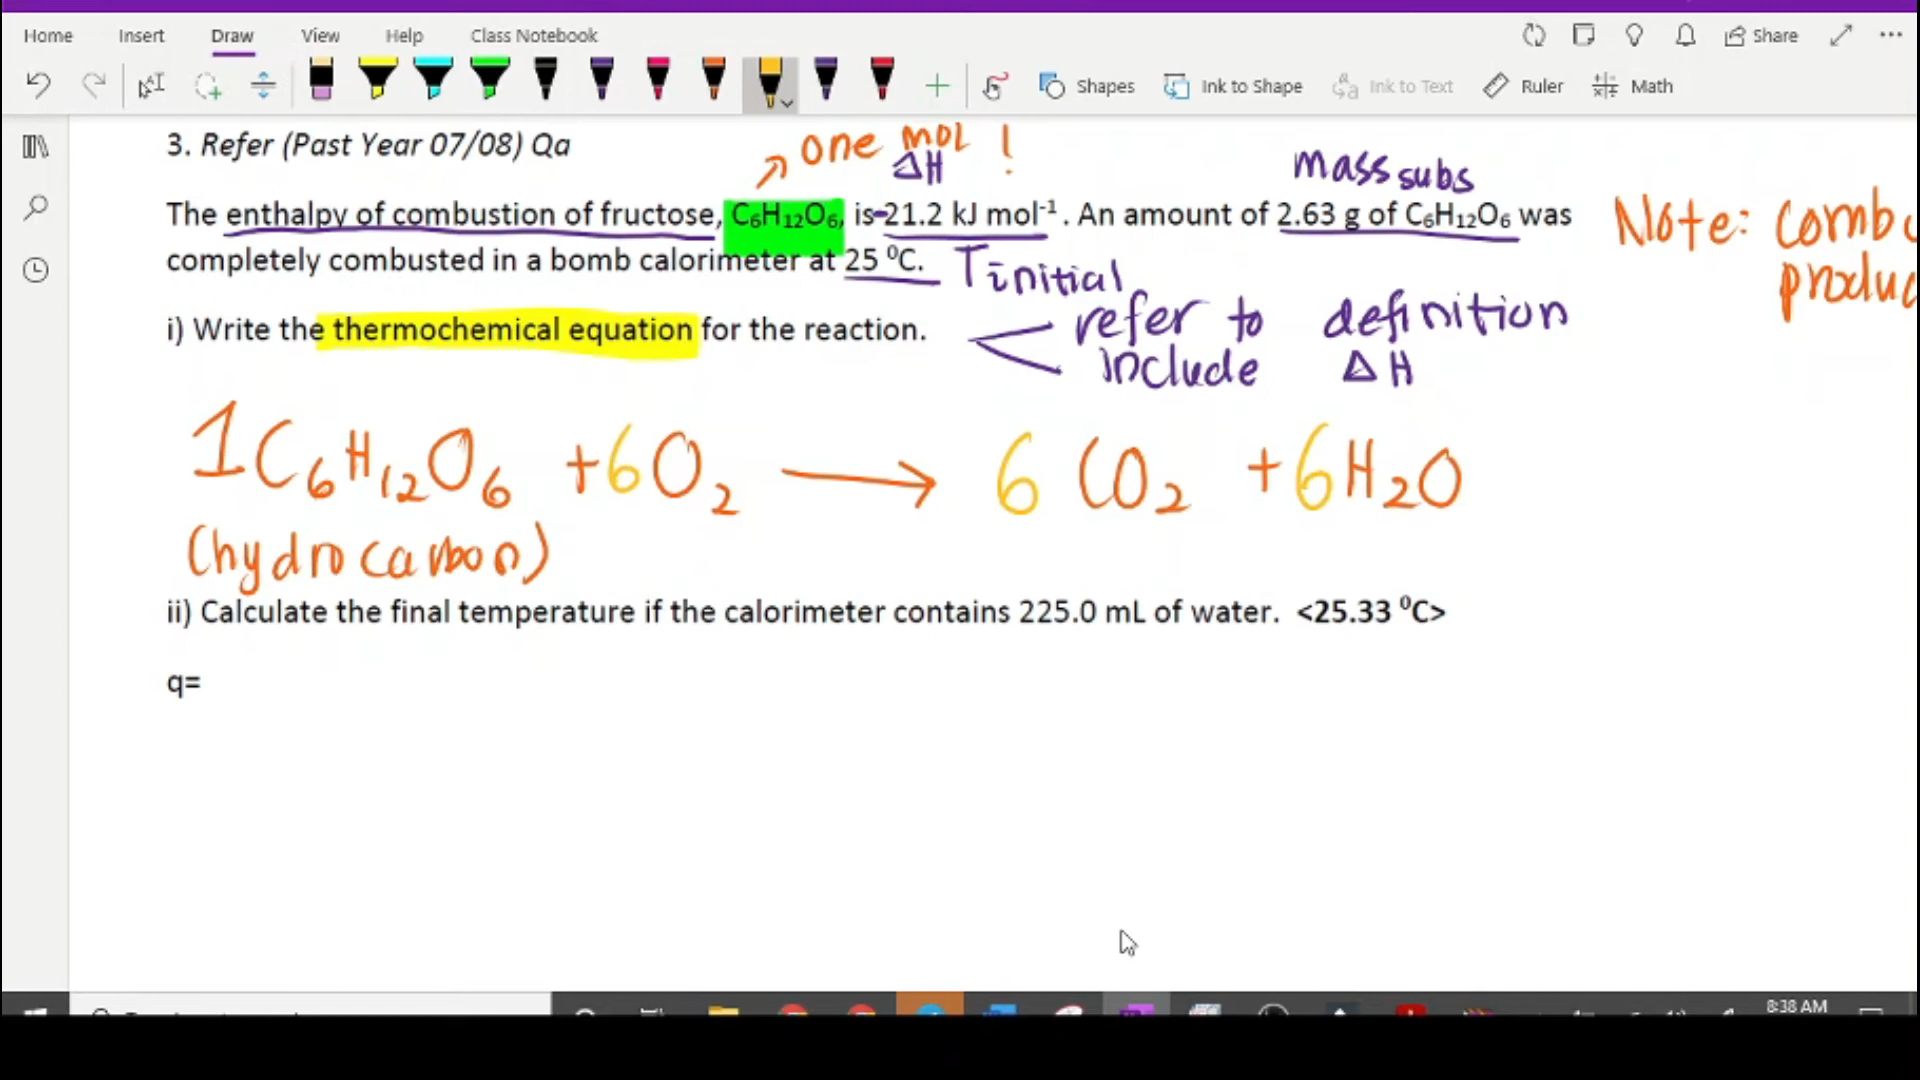 Home Insert Draw View Help Class Notebook Share
Shapes Ink to Shape Ink to Text Ruler Math
3. Refer (Past Year 07/08) Qa
one mol !
ΔH
mass subs
The enthalpy of combustion of fructose, C₆H₁₂O₆, is -21.2 kJ mol⁻¹ . An amount of 2.63 g of C₆H₁₂O₆ was
Note:
completely combusted in a bomb calorimeter at 25 ⁰C.
T initial
i) Write the thermochemical equation for the reaction.
refer to definition
include ΔH
1C₆H₁₂O₆ + 6O₂ → 6 CO₂ + 6H₂O
(hydrocarbon)
ii) Calculate the final temperature if the calorimeter contains 225.0 mL of water. <25.33 ⁰C>
q=
8:38 AM